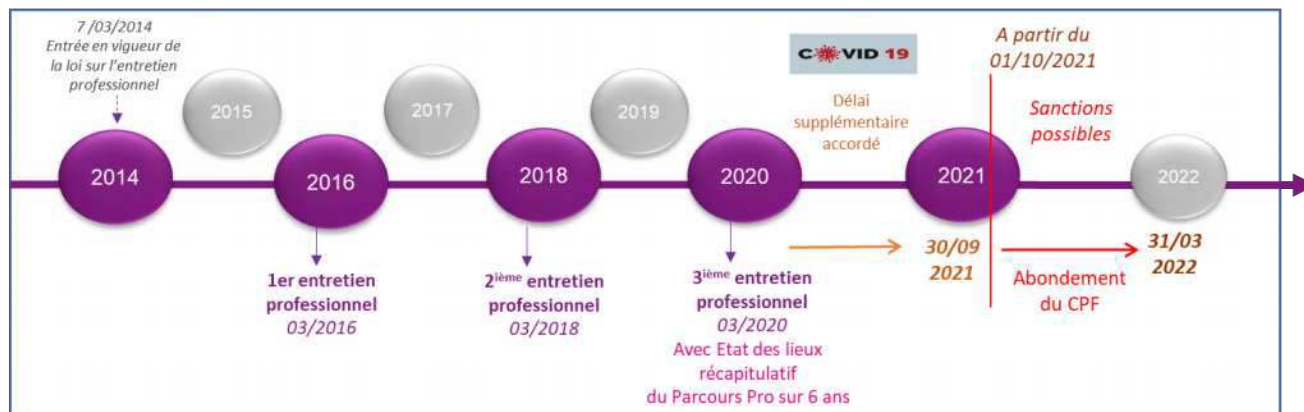 7 /03/2014
Entrée en vigueur de
la loi sur l'entretien
professionnel
2014
2015
2016
1er entretien
professionnel
03/2016
2017
2018
2ième entretien
professionnel
03/2018
2019
2020
3ième entretien
professionnel
03/2020
Avec Etat des lieux
récapitulatif
du Parcours Pro sur 6 ans
COVID 19
Délai
supplémentaire
accordé
2021
30/09
2021
A partir du
01/10/2021
Sanctions
possibles
Abondement
du CPF
2022
31/03
2022